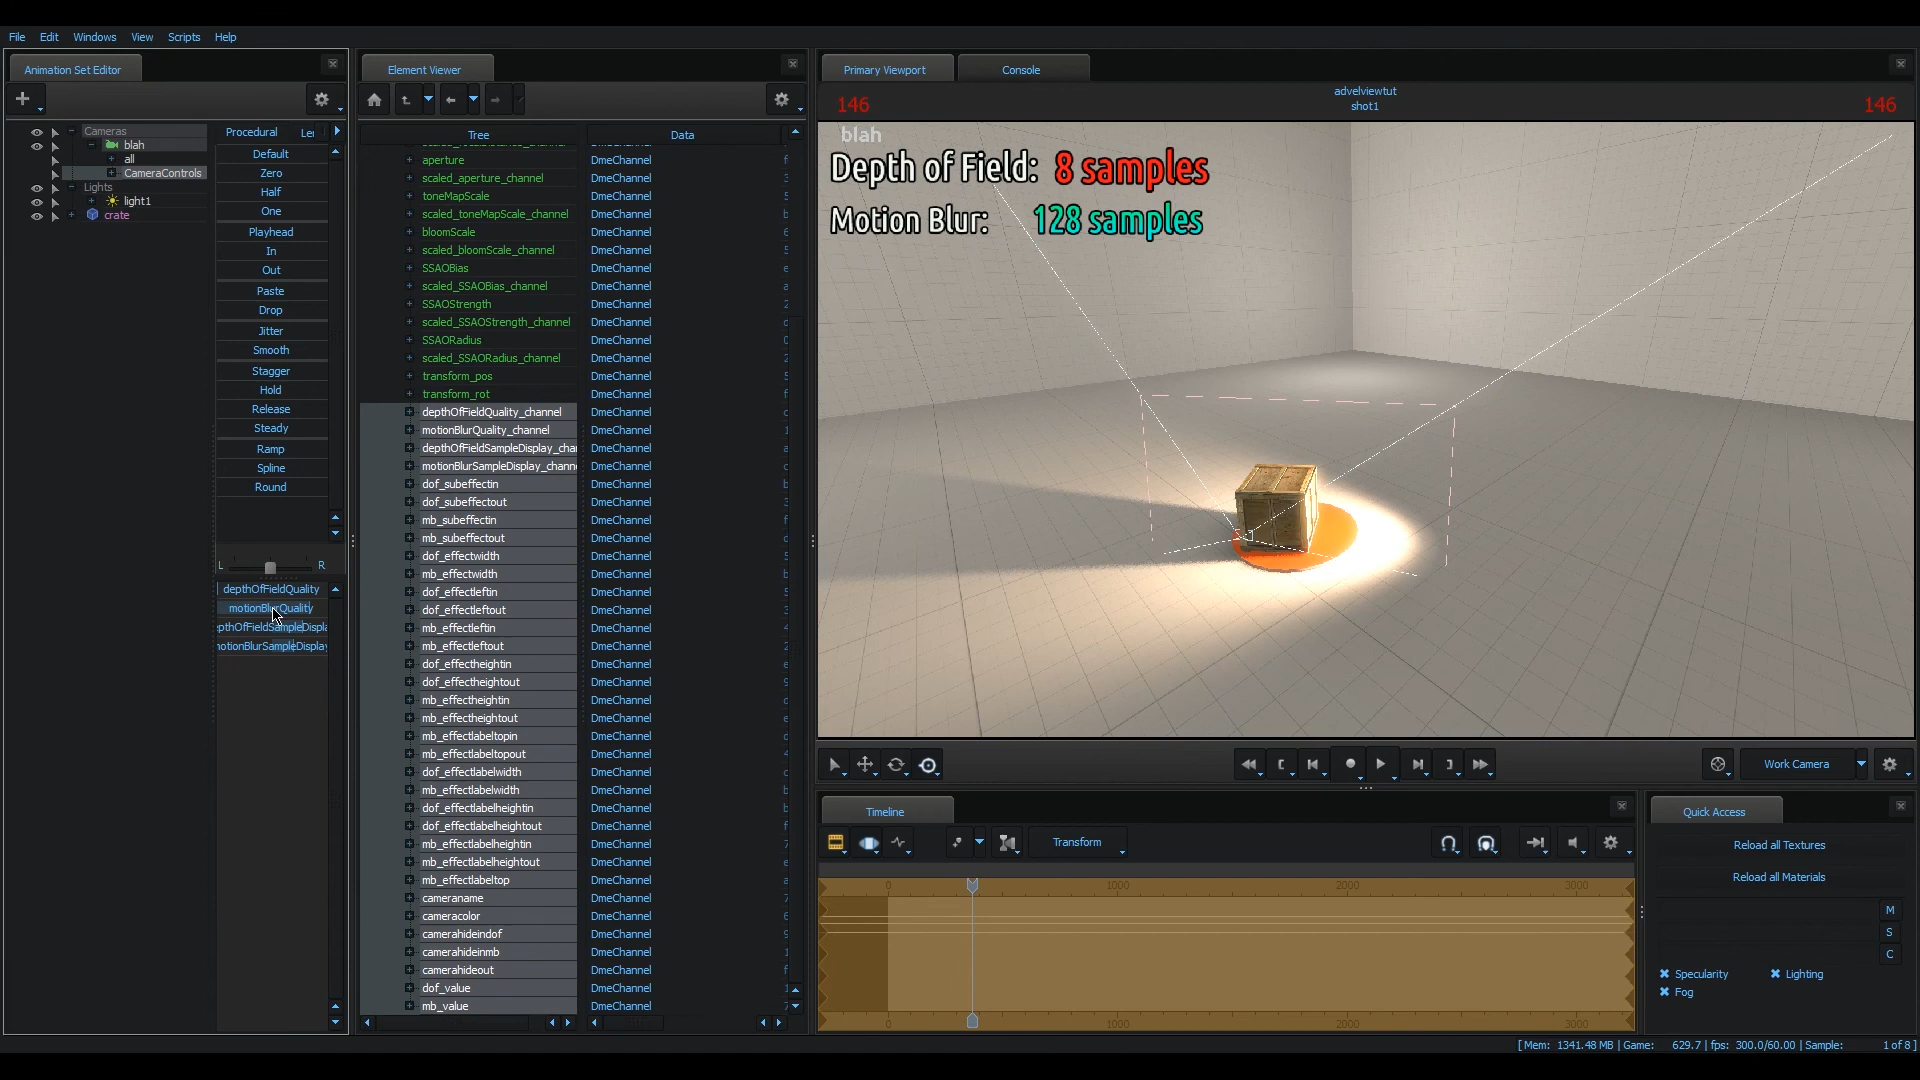 File Edit Windows View Scripts Help
Animation Set Editor
Cameras
blah
all
CameraControls
Lights
light1
crate
Procedural
Default
Zero
Half
One
Playhead
In
Out
Paste
Drop
Jitter
Smooth
Stagger
Hold
Release
Steady
Ramp
Spline
Round
L R
depthOfFieldQuality
motionBlurQuality
pthOfFieldSampleDispla
notionBlurSampleDisplay
Element Viewer
Tree Data
aperture DmeChannel
scaled_aperture_channel DmeChannel
toneMapScale DmeChannel
scaled_toneMapScale_channel DmeChannel
bloomScale DmeChannel
scaled_bloomScale_channel DmeChannel
SSAOBias DmeChannel
scaled_SSAOBias_channel DmeChannel
SSAOStrength DmeChannel
scaled_SSAOStrength_channel DmeChannel
SSAORadius DmeChannel
scaled_SSAORadius_channel DmeChannel
transform_pos DmeChannel
transform_rot DmeChannel
depthOfFieldQuality_channel DmeChannel
motionBlurQuality_channel DmeChannel
depthOfFieldSampleDisplay_chan DmeChannel
motionBlurSampleDisplay_chann DmeChannel
dof_subeffectin DmeChannel
dof_subeffectout DmeChannel
mb_subeffectin DmeChannel
mb_subeffectout DmeChannel
dof_effectwidth DmeChannel
mb_effectwidth DmeChannel
dof_effectleftin DmeChannel
dof_effectleftout DmeChannel
mb_effectleftin DmeChannel
mb_effectleftout DmeChannel
dof_effectheightin DmeChannel
dof_effectheightout DmeChannel
mb_effectheightin DmeChannel
mb_effectheightout DmeChannel
mb_effectlabeltopin DmeChannel
mb_effectlabeltopout DmeChannel
dof_effectlabelwidth DmeChannel
mb_effectlabelwidth DmeChannel
dof_effectlabelheightin DmeChannel
dof_effectlabelheightout DmeChannel
mb_effectlabelheightin DmeChannel
mb_effectlabelheightout DmeChannel
mb_effectlabeltop DmeChannel
cameraname DmeChannel
cameracolor DmeChannel
camerahideindof DmeChannel
camerahideinmb DmeChannel
camerahideout DmeChannel
dof_value DmeChannel
mb_value DmeChannel
Primary Viewport Console
advelviewtut
146 shot1 146
blah
Depth of Field: 8 samples
Motion Blur: 128 samples
Work Camera
Timeline
Transform
0 1000 2000 3000
1000 2000 3000
Quick Access
Reload all Textures
Reload all Materials
M
S
C
Specularity Lighting
Fog
[ Mem: 1341.48 MB | Game: 629.7 | fps: 300.0/60.00 | Sample: 1 of 8 ]